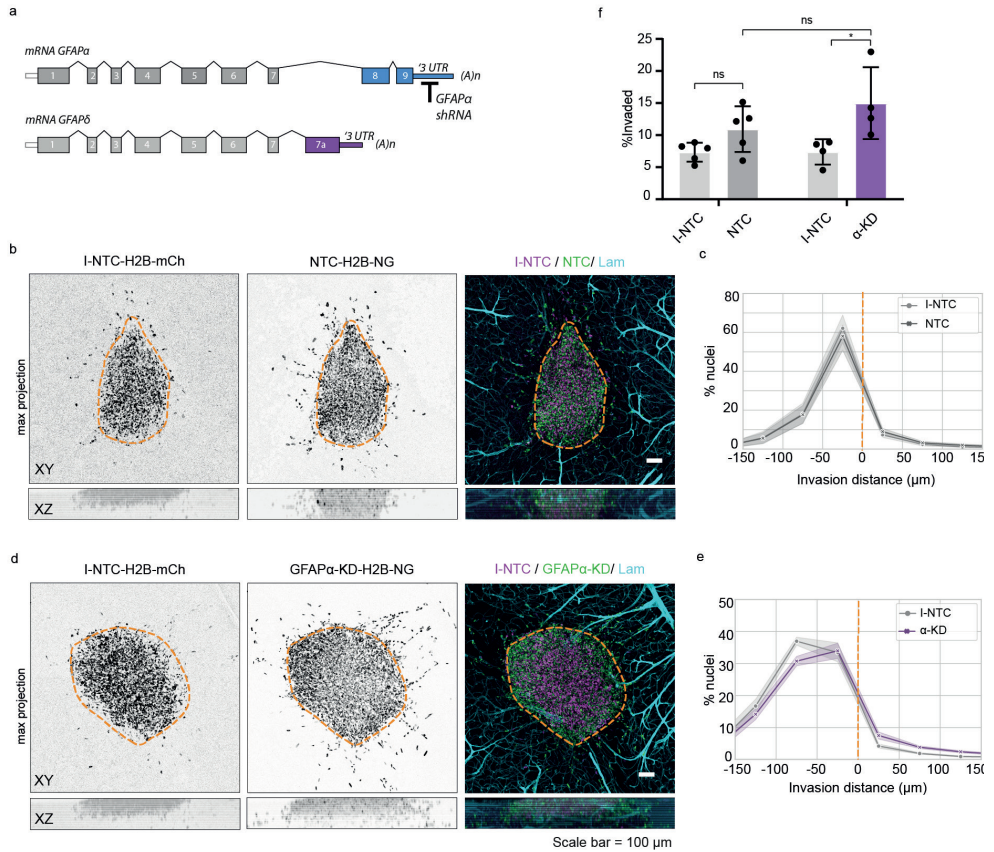 a
mRNA GFAPα
1 2 3 4 5 6 7 8 9
'3 UTR
(A)n
GFAPα
shRNA
mRNA GFAPδ
1 2 3 4 5 6 7a
'3 UTR
(A)n
f
ns
ns
*
%Invaded
25
20
15
10
5
0
I-NTC
NTC
I-NTC
α-KD
b
I-NTC-H2B-mCh
NTC-H2B-NG
I-NTC / NTC/ Lam
max projection
XY
XZ
c
% nuclei
80
60
40
20
0
I-NTC
NTC
-150 -100 -50 0 50 100 150
Invasion distance (µm)
d
I-NTC-H2B-mCh
GFAPα-KD-H2B-NG
I-NTC / GFAPα-KD/ Lam
max projection
XY
XZ
Scale bar = 100 µm
e
% nuclei
50
40
30
20
10
0
I-NTC
α-KD
-150 -100 -50 0 50 100 150
Invasion distance (µm)